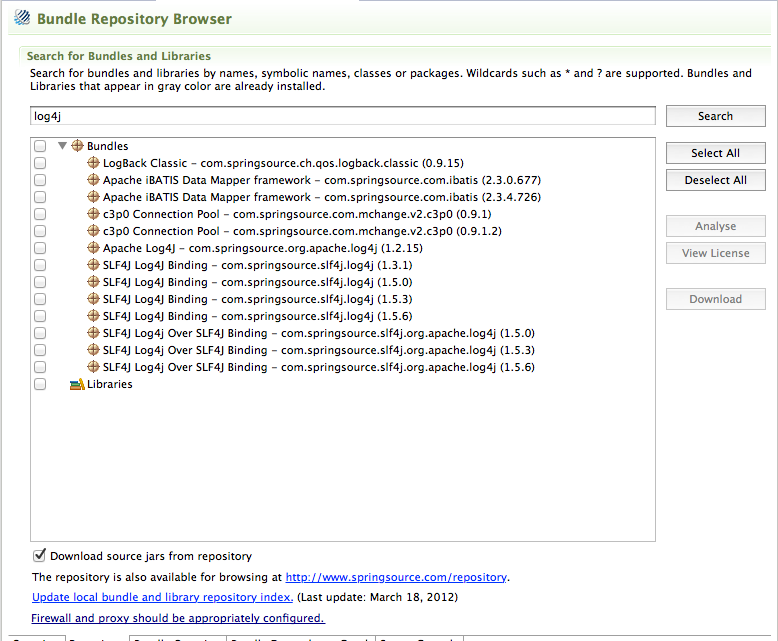 Bundle Repository Browser
Search for Bundles and Libraries
Search for bundles and libraries by names, symbolic names, classes or packages. Wildcards such as * and ? are supported. Bundles and
Libraries that appear in gray color are already installed.
log4j
Search
Select All
Deselect All
Analyse
View License
Download
Bundles
LogBack Classic – com.springsource.ch.qos.logback.classic (0.9.15)
Apache iBATIS Data Mapper framework – com.springsource.com.ibatis (2.3.0.677)
Apache iBATIS Data Mapper framework – com.springsource.com.ibatis (2.3.4.726)
c3p0 Connection Pool – com.springsource.com.mchange.v2.c3p0 (0.9.1)
c3p0 Connection Pool – com.springsource.com.mchange.v2.c3p0 (0.9.1.2)
Apache Log4J – com.springsource.org.apache.log4j (1.2.15)
SLF4J Log4J Binding – com.springsource.slf4j.log4j (1.3.1)
SLF4J Log4J Binding – com.springsource.slf4j.log4j (1.5.0)
SLF4J Log4J Binding – com.springsource.slf4j.log4j (1.5.3)
SLF4J Log4J Binding – com.springsource.slf4j.log4j (1.5.6)
SLF4J Log4j Over SLF4J Binding – com.springsource.slf4j.org.apache.log4j (1.5.0)
SLF4J Log4j Over SLF4J Binding – com.springsource.slf4j.org.apache.log4j (1.5.3)
SLF4J Log4j Over SLF4J Binding – com.springsource.slf4j.org.apache.log4j (1.5.6)
Libraries
Download source jars from repository
The repository is also available for browsing at http://www.springsource.com/repository.
Update local bundle and library repository index. (Last update: March 18, 2012)
Firewall and proxy should be appropriately configured.